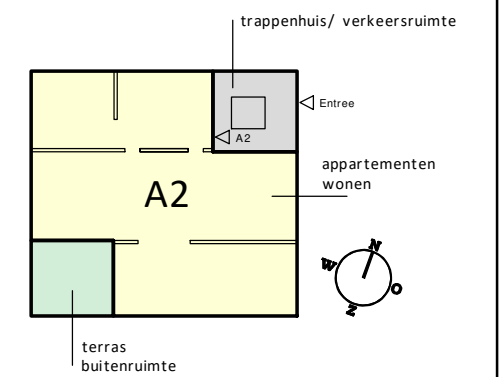 trappenhuis/ verkeersruimte
Entree
A2
appartementen
wonen
A2
N
W
O
Z
terras
buitenruimte